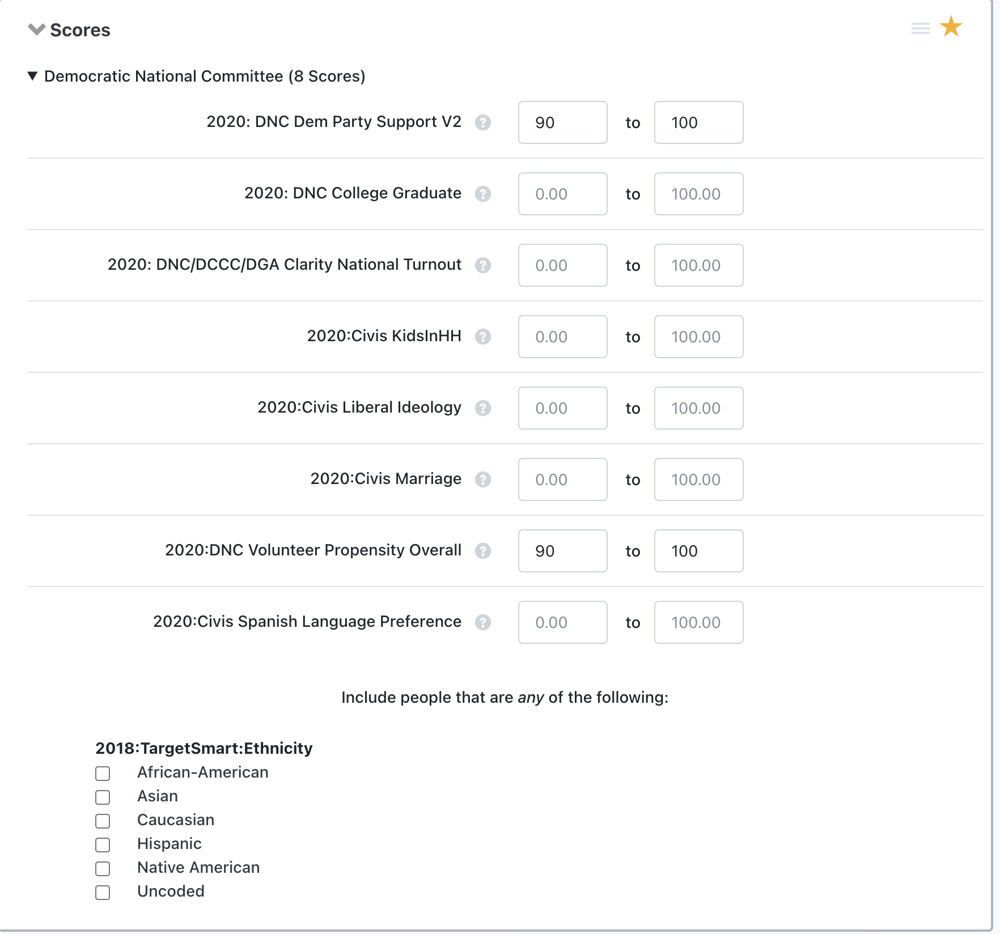 Scores
Democratic National Committee (8 Scores)
2020: DNC Dem Party Support V2 ? 90 to 100
2020: DNC College Graduate ? 0.00 to 100.00
2020: DNC/DCCC/DGA Clarity National Turnout ? 0.00 to 100.00
2020:Civis KidsInHH ? 0.00 to 100.00
2020:Civis Liberal Ideology ? 0.00 to 100.00
2020:Civis Marriage ? 0.00 to 100.00
2020:DNC Volunteer Propensity Overall ? 90 to 100
2020:Civis Spanish Language Preference ? 0.00 to 100.00
Include people that are any of the following:
2018:TargetSmart:Ethnicity
African-American
Asian
Caucasian
Hispanic
Native American
Uncoded